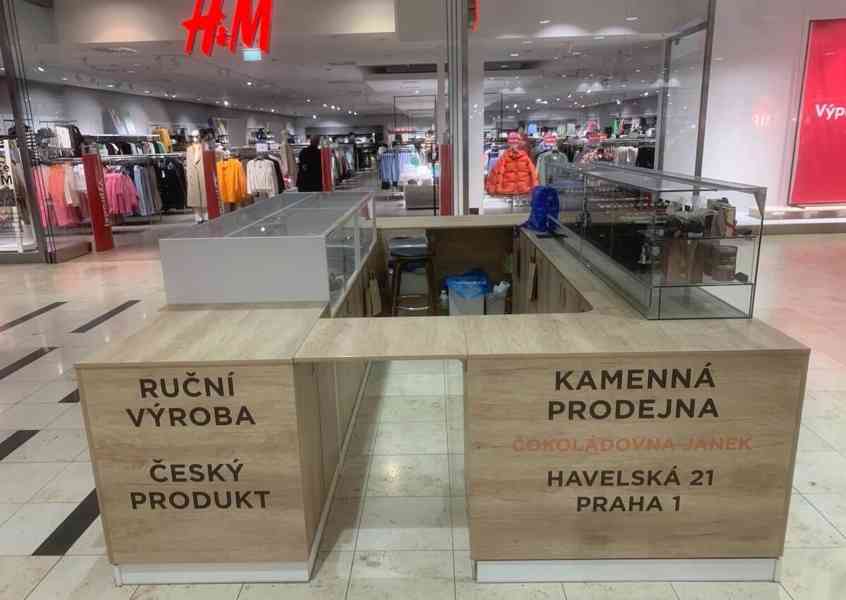 H&M
Výp
RUČNÍ
VÝROBA
ČESKÝ
PRODUKT
KAMENNÁ
PRODEJNA
ČOKOLÁDOVNA JANEK
HAVELSKÁ 21
PRAHA 1